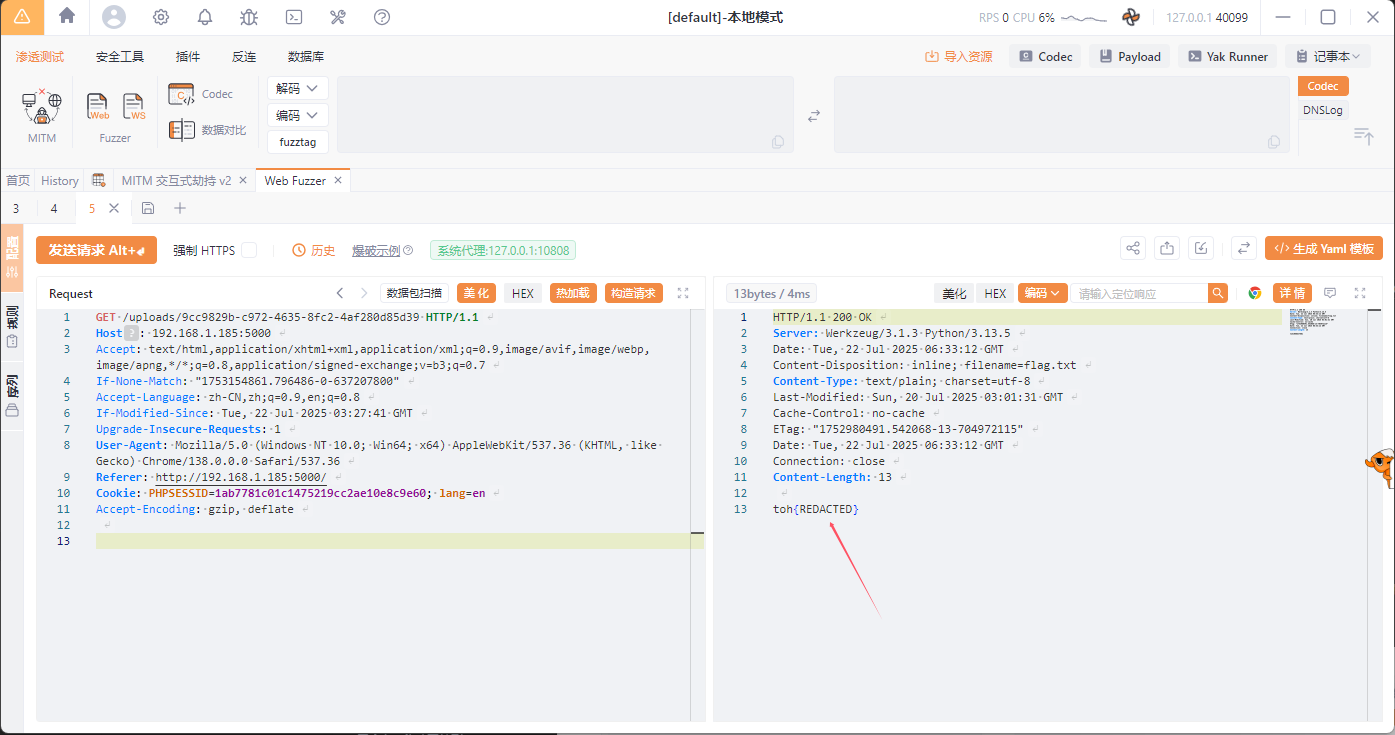 [default]-本地模式
RPS 0 CPU 6%
127.0.0.1 40099
渗透测试 安全工具 插件 反连 数据库
导入资源 Codec Payload Yak Runner 记事本
MITM
Web WS
Fuzzer
Codec
数据对比
解码
编码
fuzztag
Codec
DNSLog
首页 History MITM 交互式劫持 v2 Web Fuzzer
3 4 5
配置
规则
序列
发送请求 Alt+ 强制 HTTPS 历史 爆破示例 系统代理:127.0.0.1:10808
</> 生成 Yaml 模板
Request 数据包扫描 美化 HEX 热加载 构造请求
1 GET /uploads/9cc9829b-c972-4635-8fc2-4af280d85d39 HTTP/1.1
2 Host ? : 192.168.1.185:5000
3 Accept: text/html,application/xhtml+xml,application/xml;q=0.9,image/avif,image/webp,
image/apng,*/*;q=0.8,application/signed-exchange;v=b3;q=0.7
4 If-None-Match: "1753154861.796486-0-637207800"
5 Accept-Language: zh-CN,zh;q=0.9,en;q=0.8
6 If-Modified-Since: Tue, 22 Jul 2025 03:27:41 GMT
7 Upgrade-Insecure-Requests: 1
8 User-Agent: Mozilla/5.0 (Windows NT 10.0; Win64; x64) AppleWebKit/537.36 (KHTML, like
Gecko) Chrome/138.0.0.0 Safari/537.36
9 Referer: http://192.168.1.185:5000/
10 Cookie: PHPSESSID=1ab7781c01c1475219cc2ae10e8c9e60; lang=en
11 Accept-Encoding: gzip, deflate
12
13
13bytes / 4ms 美化 HEX 编码 请输入定位响应 详情
1 HTTP/1.1 200 OK
2 Server: Werkzeug/3.1.3 Python/3.13.5
3 Date: Tue, 22 Jul 2025 06:33:12 GMT
4 Content-Disposition: inline; filename=flag.txt
5 Content-Type: text/plain; charset=utf-8
6 Last-Modified: Sun, 20 Jul 2025 03:01:31 GMT
7 Cache-Control: no-cache
8 ETag: "1752980491.542068-13-704972115"
9 Date: Tue, 22 Jul 2025 06:33:12 GMT
10 Connection: close
11 Content-Length: 13
12
13 toh{REDACTED}